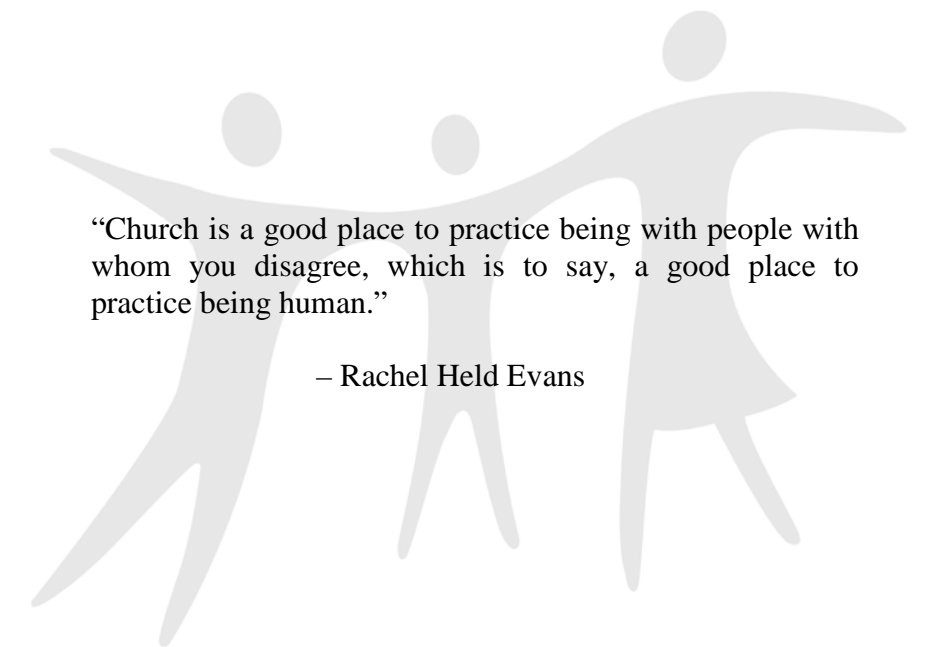 “Church is a good place to practice being with people with
whom you disagree, which is to say, a good place to
practice being human.”
– Rachel Held Evans